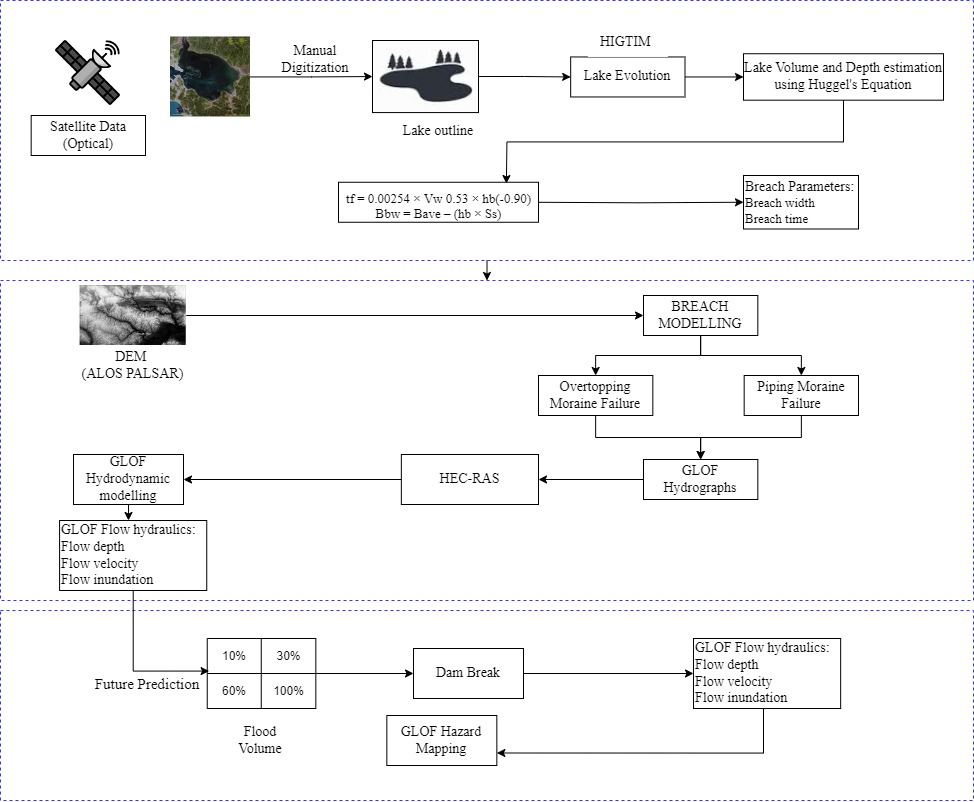 HIGTIM
Manual
Digitization
Lake Evolution
Lake Volume and Depth estimation
using Huggel's Equation
Satellite Data
(Optical)
Lake outline
tf = 0.00254 × Vw 0.53 × hb(-0.90)
Bbw = Bave – (hb × Ss)
Breach Parameters:
Breach width
Breach time
BREACH
MODELLING
DEM
(ALOS PALSAR)
Overtopping
Moraine Failure
Piping Moraine
Failure
GLOF
Hydrodynamic
modelling
HEC-RAS
GLOF
Hydrographs
GLOF Flow hydraulics:
Flow depth
Flow velocity
Flow inundation
Future Prediction
10%
30%
60%
100%
Flood
Volume
Dam Break
GLOF Flow hydraulics:
Flow depth
Flow velocity
Flow inundation
GLOF Hazard
Mapping